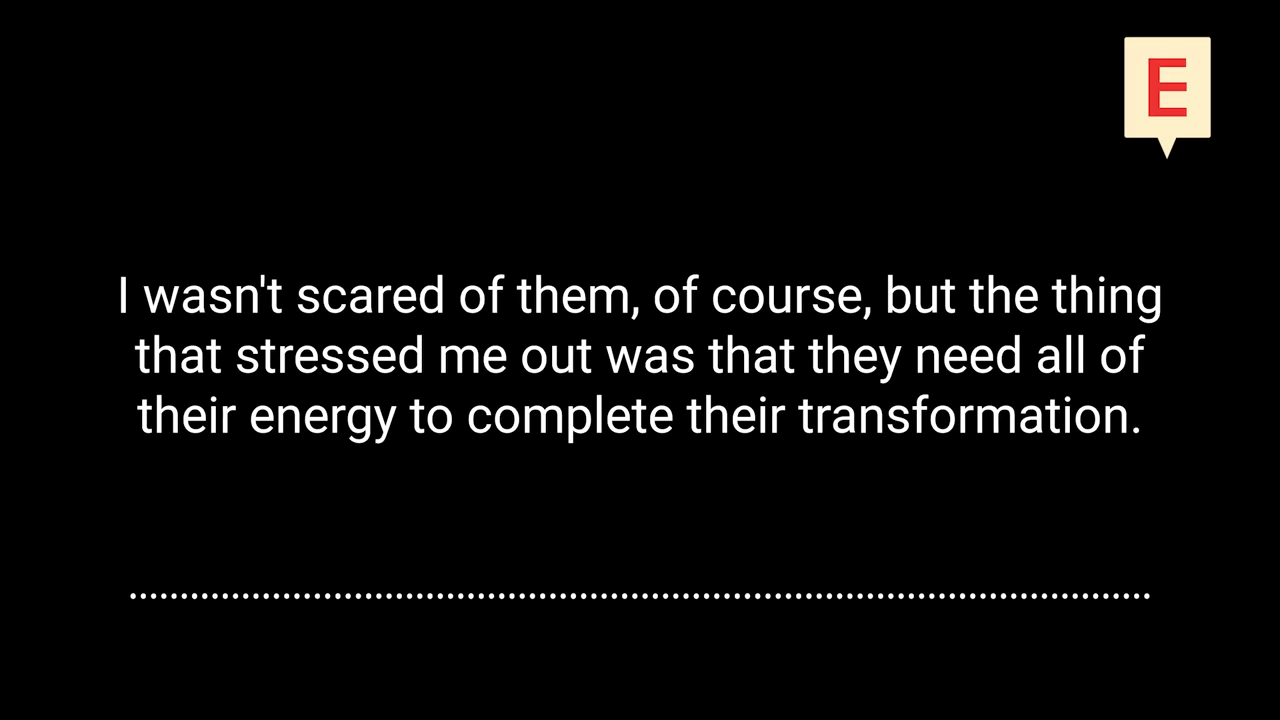 E
I wasn't scared of them, of course, but the thing
that stressed me out was that they need all of
their energy to complete their transformation.